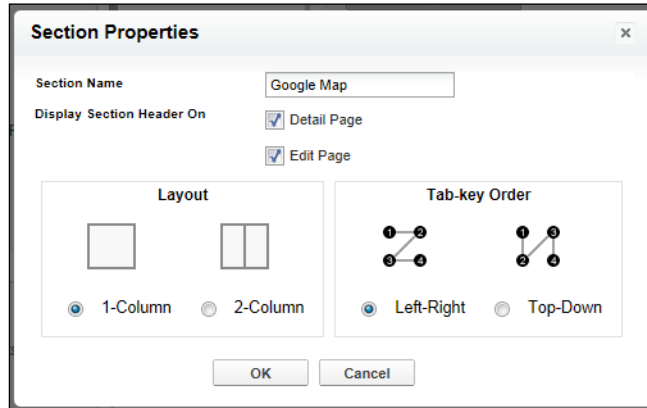 Section Properties
Section Name
Google Map
Display Section Header On
Detail Page
Edit Page
Layout
Tab-key Order
1 2
3 4
1 3
2 4
1-Column
2-Column
Left-Right
Top-Down
OK
Cancel